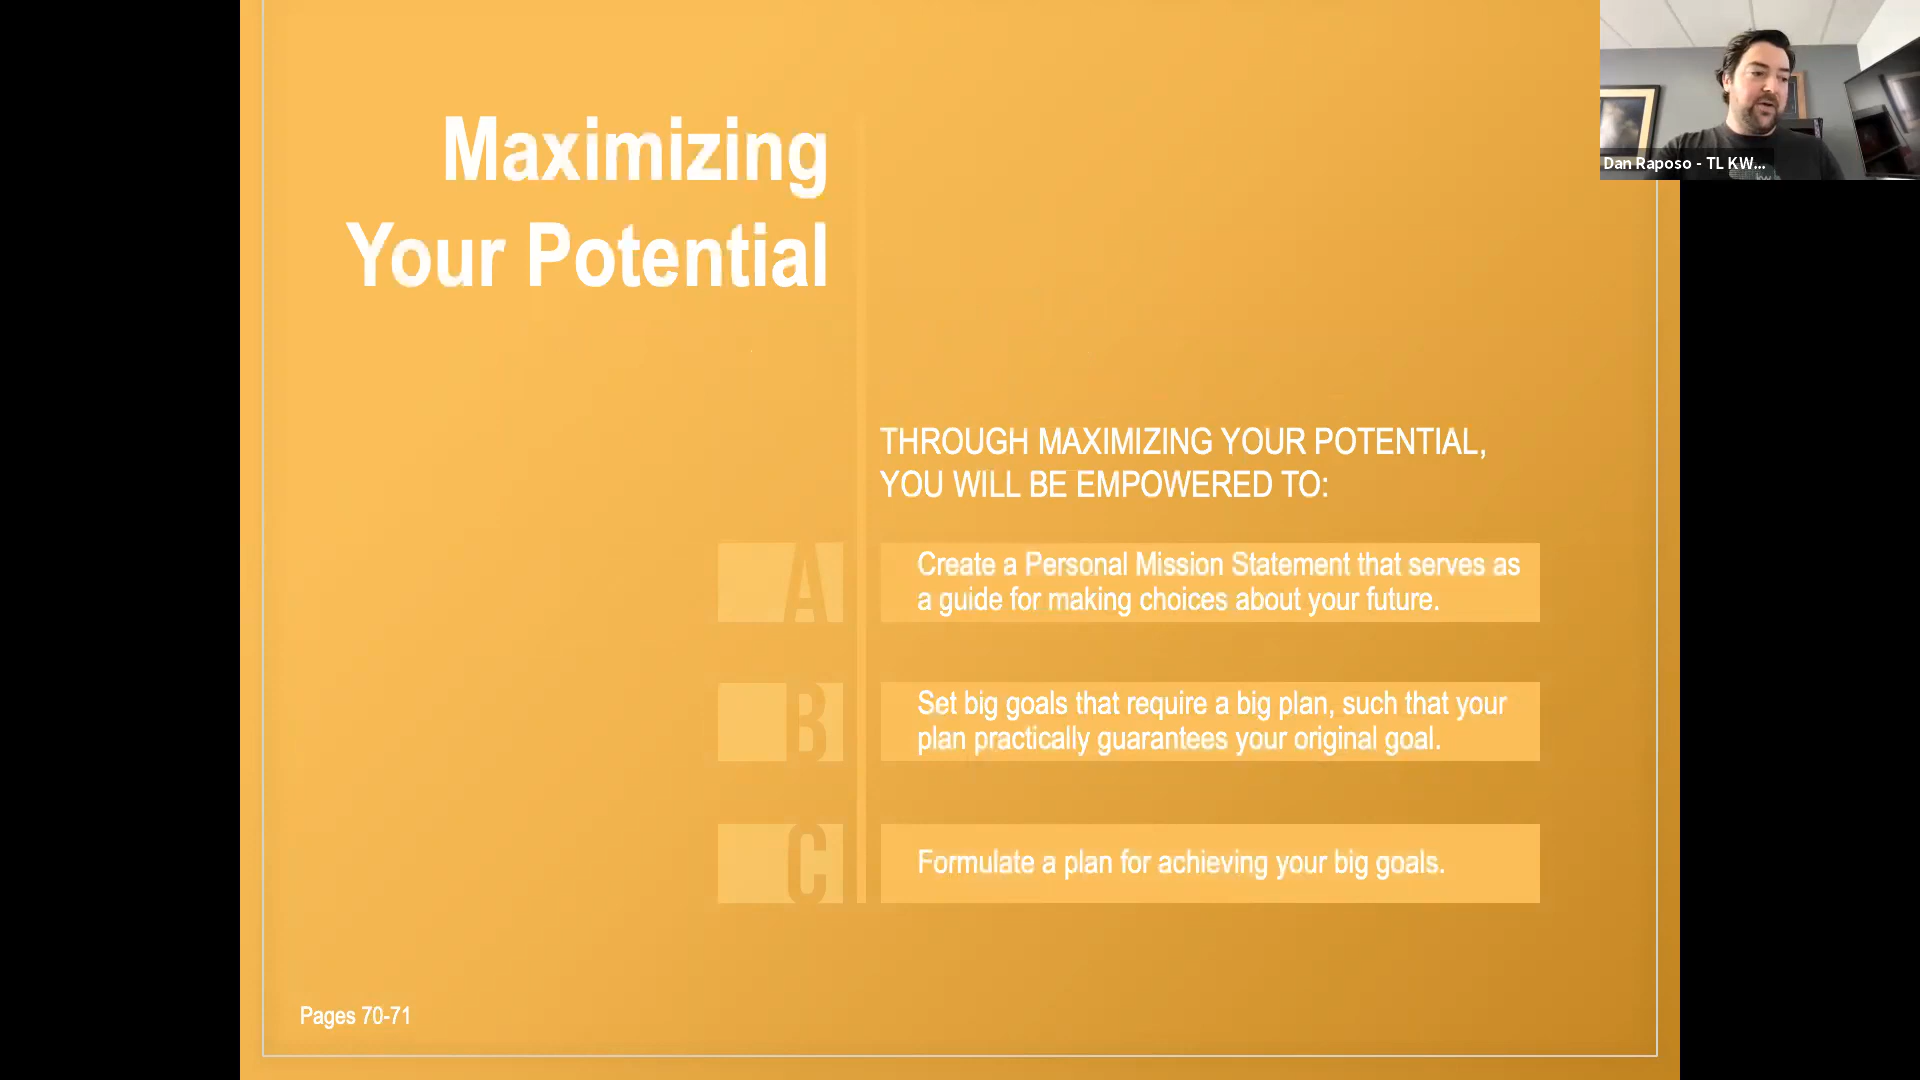 Maximizing
Your Potential
THROUGH MAXIMIZING YOUR POTENTIAL,
YOU WILL BE EMPOWERED TO:
A
Create a Personal Mission Statement that serves as
a guide for making choices about your future.
B
Set big goals that require a big plan, such that your
plan practically guarantees your original goal.
C
Formulate a plan for achieving your big goals.
Pages 70-71
Dan Raposo - TL KW...
kw